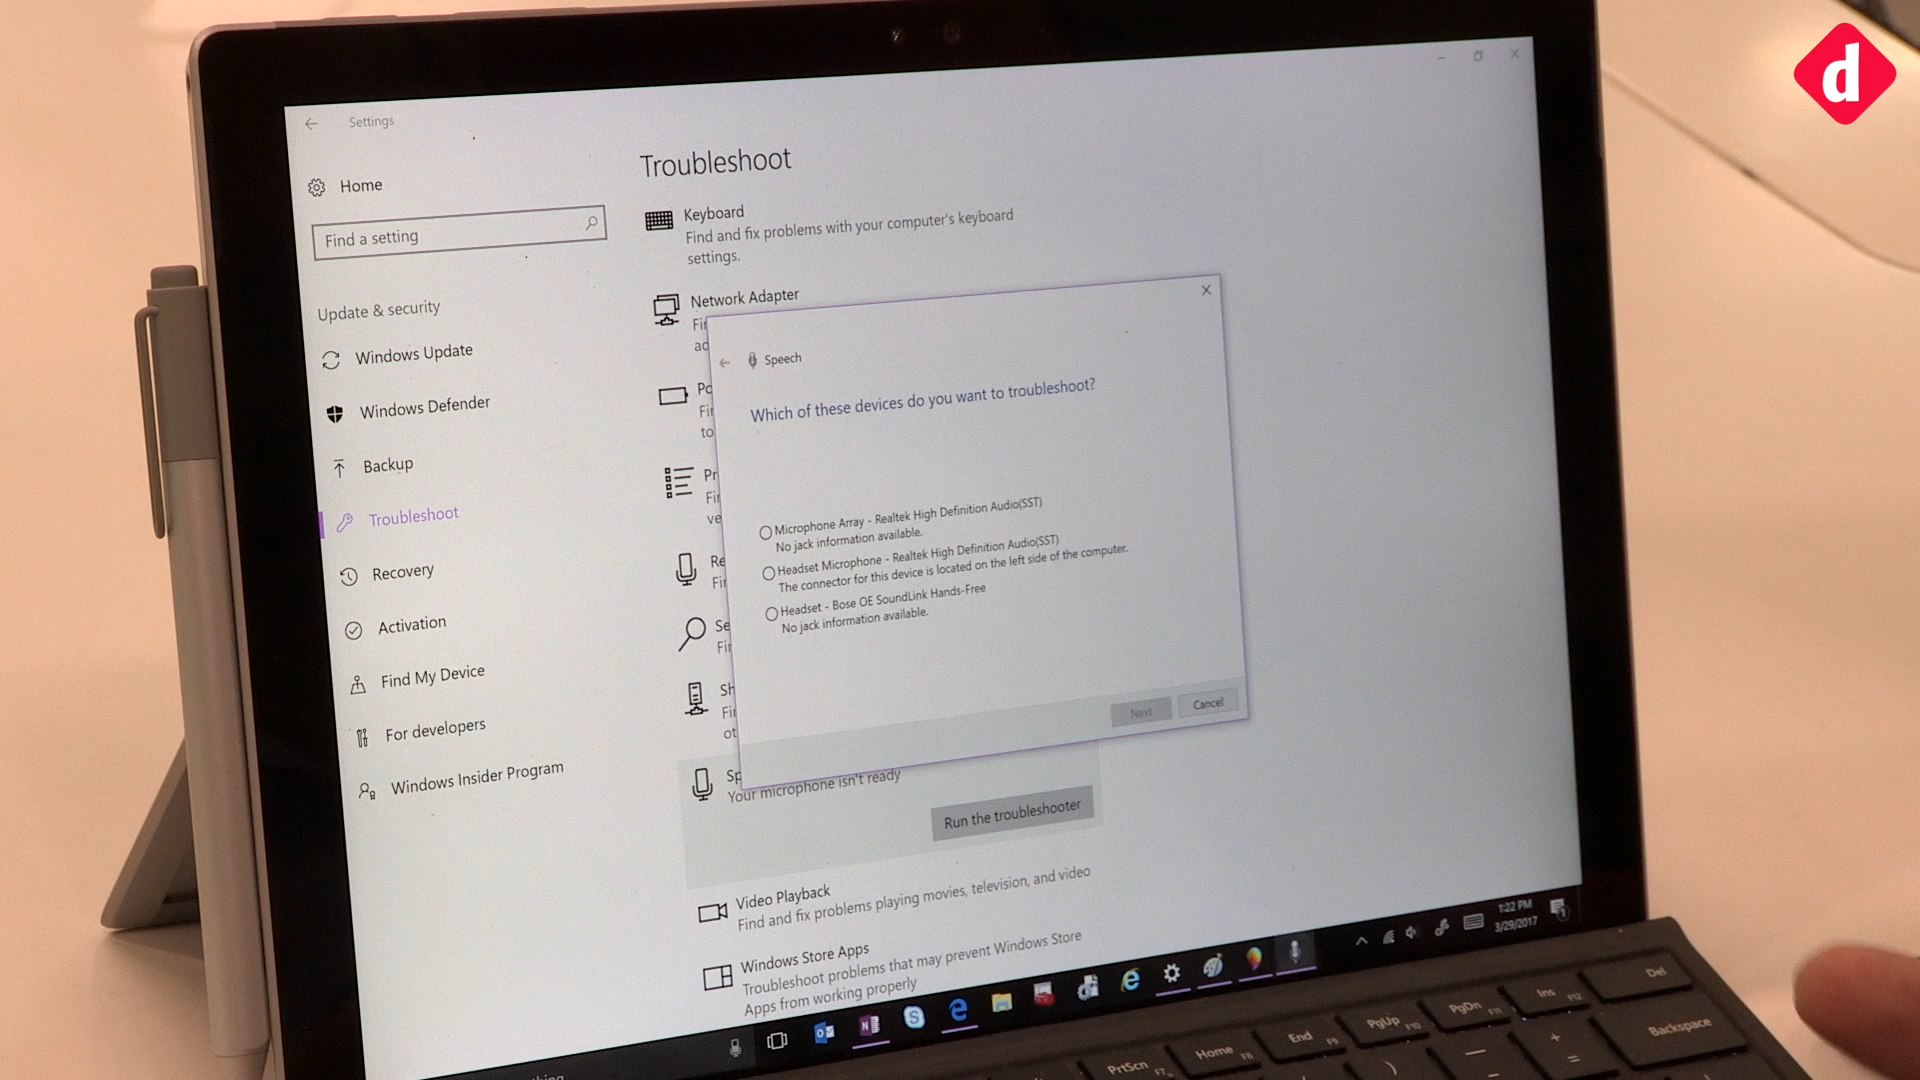 d
Settings
Home
Find a setting
Update & security
Windows Update
Windows Defender
Backup
Troubleshoot
Recovery
Activation
Find My Device
For developers
Windows Insider Program
Troubleshoot
Keyboard
Find and fix problems with your computer's keyboard
settings.
Network Adapter
Speech
Which of these devices do you want to troubleshoot?
Microphone Array - Realtek High Definition Audio(SST)
No jack information available.
Headset Microphone - Realtek High Definition Audio(SST)
The connector for this device is located on the left side of the computer.
Headset - Bose OE SoundLink Hands-Free
No jack information available.
Next
Cancel
Your microphone isn't ready
Run the troubleshooter
Video Playback
Find and fix problems playing movies, television, and video
Windows Store Apps
Troubleshoot problems that may prevent Windows Store
Apps from working properly
1:22 PM
3/29/2017
PrtScn F7
Home F8
End F9
PgUp F10
PgDn F11
Ins F12
Del
Backspace